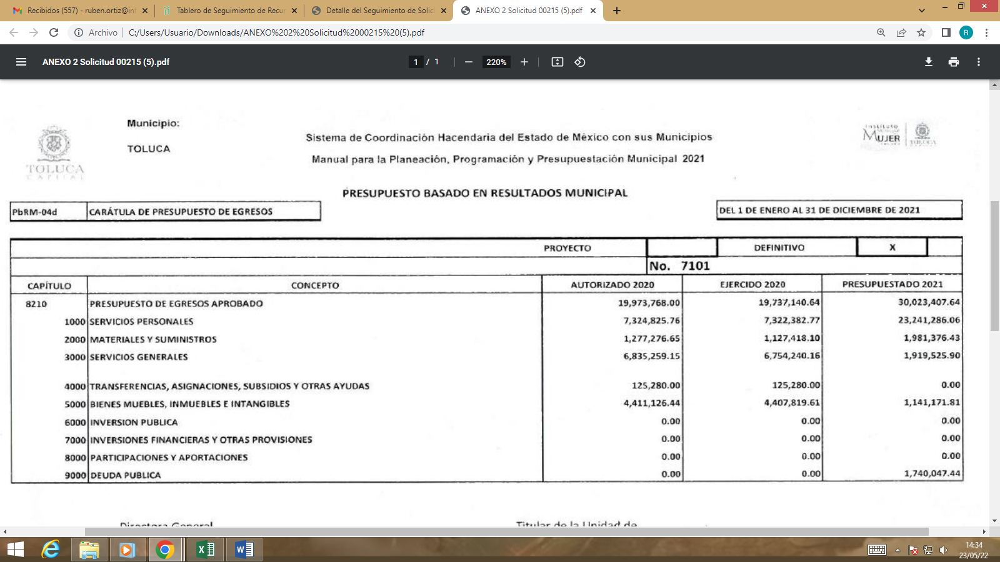 Recibidos (557) - ruben.ortiz@inf
Tablero de Seguimiento de Recur
Detalle del Seguimiento de Solici
ANEXO 2 Solicitud 00215 (5).pdf
Archivo
C:/Users/Usuario/Downloads/ANEXO%202%20Solicitud%2000215%20(5).pdf
R
ANEXO 2 Solicitud 00215 (5).pdf
1 / 1
220%
Municipio:
TOLUCA
TOLUCA
CAPITAL
Sistema de Coordinación Hacendaria del Estado de México con sus Municipios
Manual para la Planeación, Programación y Presupuestación Municipal 2021
Instituto
MUJER
TOLUCA
PRESUPUESTO BASADO EN RESULTADOS MUNICIPAL
PbRM-04d CARÁTULA DE PRESUPUESTO DE EGRESOS
DEL 1 DE ENERO AL 31 DE DICIEMBRE DE 2021
PROYECTO DEFINITIVO X
No. 7101
CAPÍTULO CONCEPTO AUTORIZADO 2020 EJERCIDO 2020 PRESUPUESTADO 2021
8210 PRESUPUESTO DE EGRESOS APROBADO 19,973,768.00 19,737,140.64 30,023,407.64
1000 SERVICIOS PERSONALES 7,324,825.76 7,322,382.77 23,241,286.06
2000 MATERIALES Y SUMINISTROS 1,277,276.65 1,127,418.10 1,981,376.43
3000 SERVICIOS GENERALES 6,835,259.15 6,754,240.16 1,919,525.90
4000 TRANSFERENCIAS, ASIGNACIONES, SUBSIDIOS Y OTRAS AYUDAS 125,280.00 125,280.00 0.00
5000 BIENES MUEBLES, INMUEBLES E INTANGIBLES 4,411,126.44 4,407,819.61 1,141,171.81
6000 INVERSION PUBLICA 0.00 0.00 0.00
7000 INVERSIONES FINANCIERAS Y OTRAS PROVISIONES 0.00 0.00 0.00
8000 PARTICIPACIONES Y APORTACIONES 0.00 0.00 0.00
9000 DEUDA PUBLICA 0.00 0.00 1,740,047.44
Directora General
Titular de la Unidad de
14:34
23/05/22